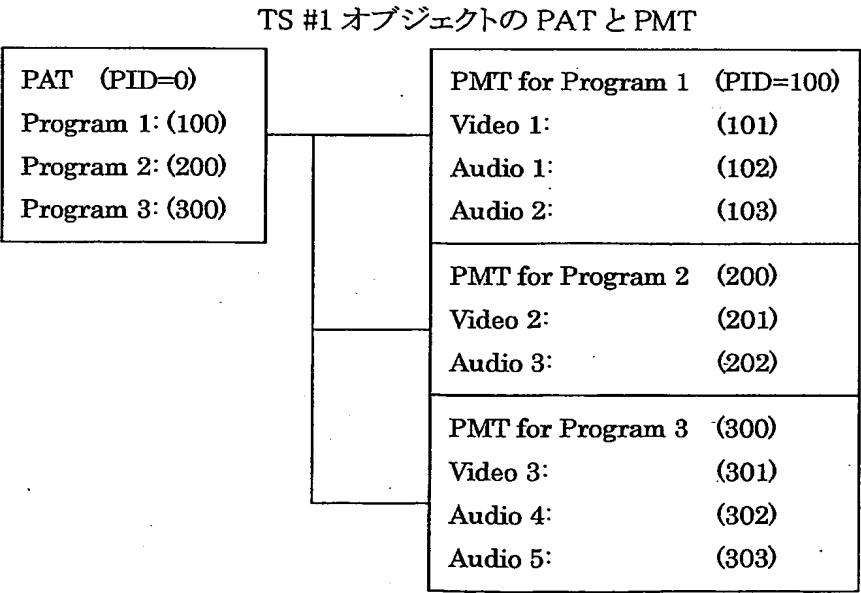 TS #1 オブジェクトの PAT と PMT
PAT (PID=0)
Program 1: (100)
Program 2: (200)
Program 3: (300)
PMT for Program 1 (PID=100)
Video 1: (101)
Audio 1: (102)
Audio 2: (103)
PMT for Program 2 (200)
Video 2: (201)
Audio 3: (202)
PMT for Program 3 (300)
Video 3: (301)
Audio 4: (302)
Audio 5: (303)